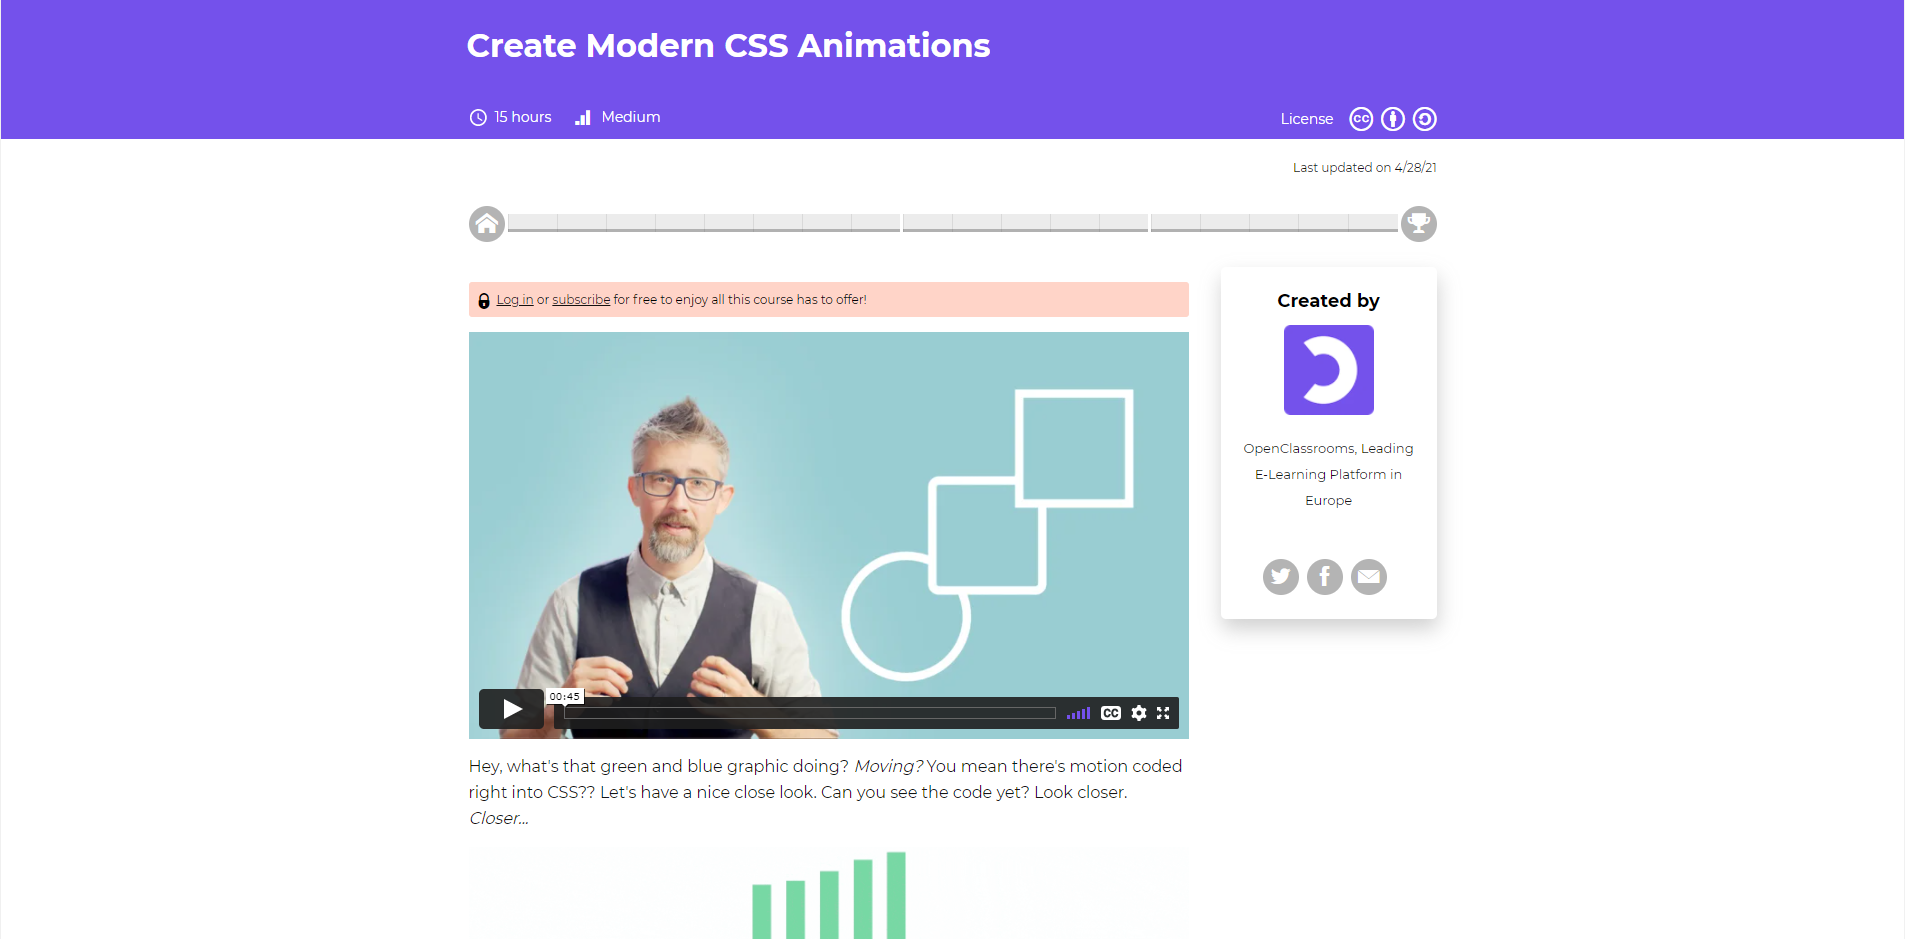 Create Modern CSS Animations
15 hours Medium
License cc
Last updated on 4/28/21
Log in or subscribe for free to enjoy all this course has to offer!
Created by
OpenClassrooms, Leading
E-Learning Platform in
Europe
00:45
CC
Hey, what's that green and blue graphic doing? Moving? You mean there's motion coded
right into CSS?? Let's have a nice close look. Can you see the code yet? Look closer.
Closer...